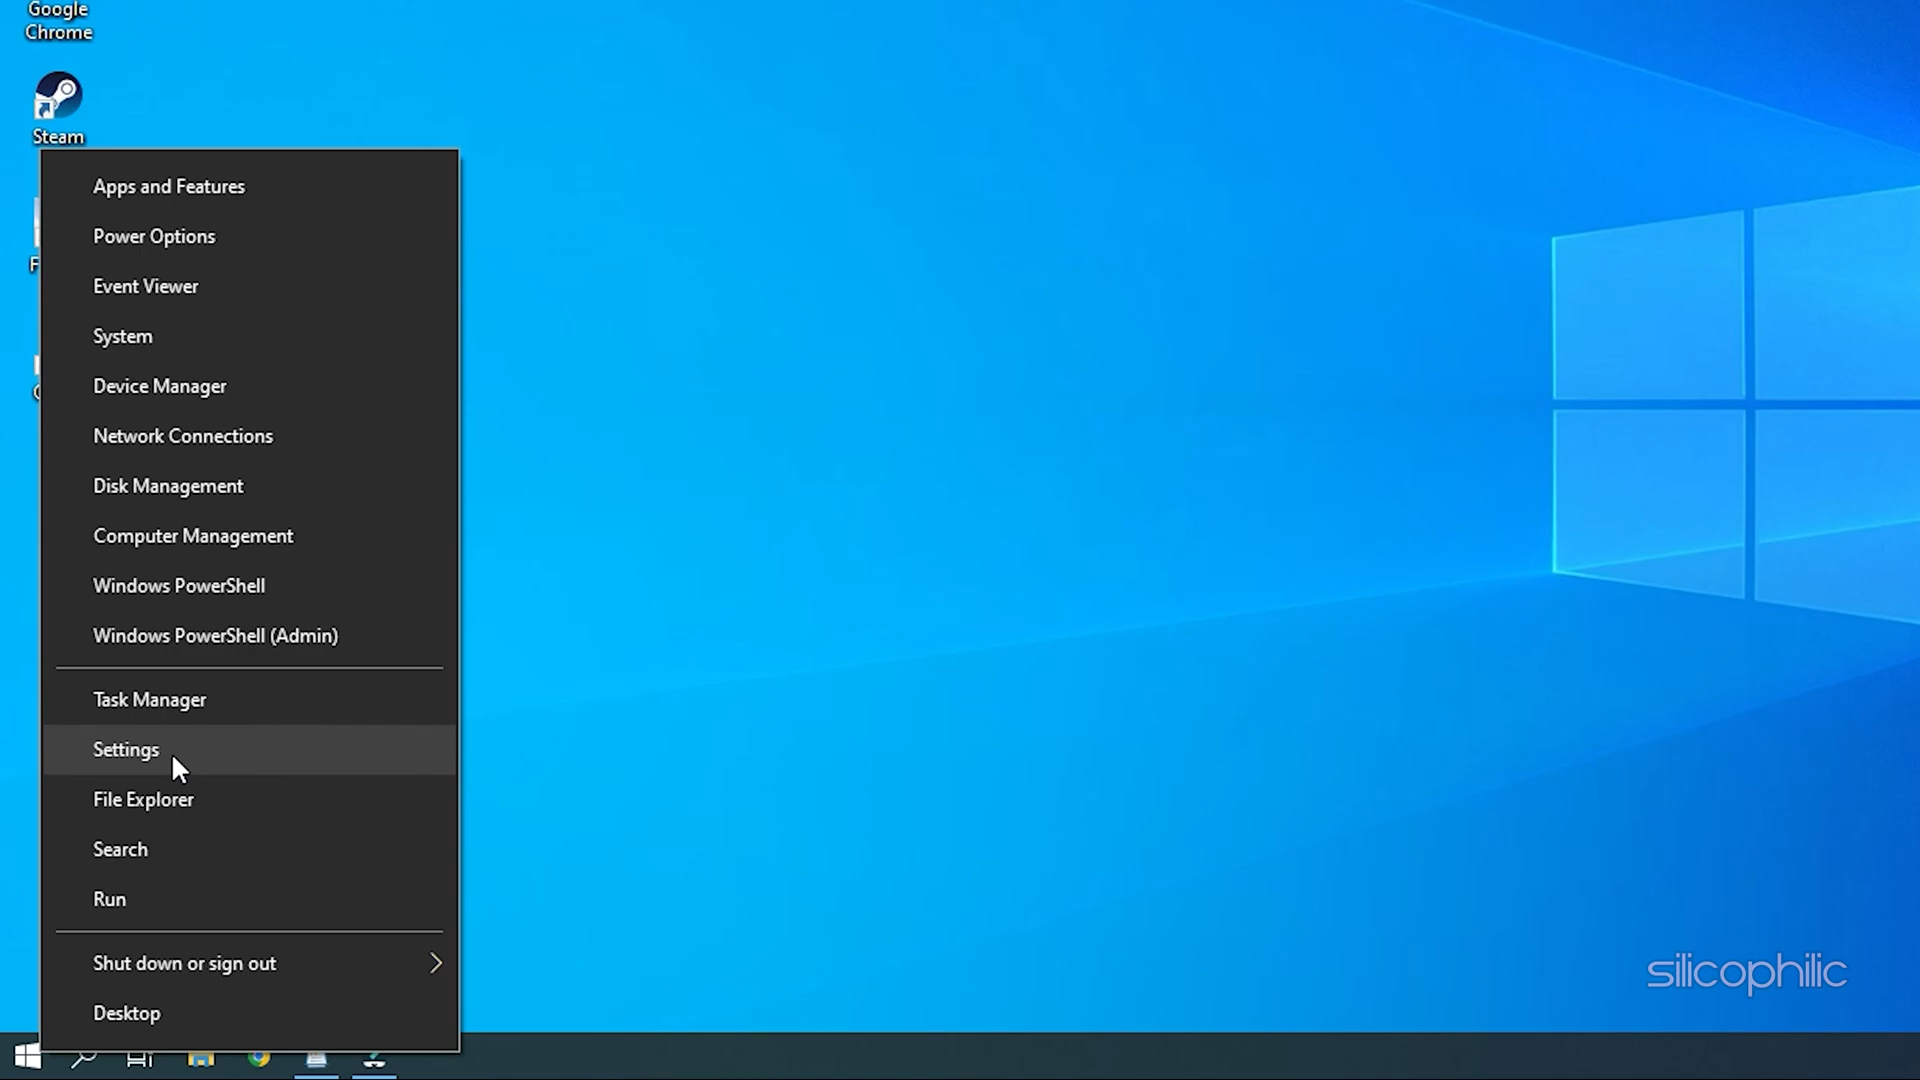 Google
Chrome
Steam
Apps and Features
Power Options
Event Viewer
System
Device Manager
Network Connections
Disk Management
Computer Management
Windows PowerShell
Windows PowerShell (Admin)
Task Manager
Settings
File Explorer
Search
Run
Shut down or sign out
Desktop
silicophilic